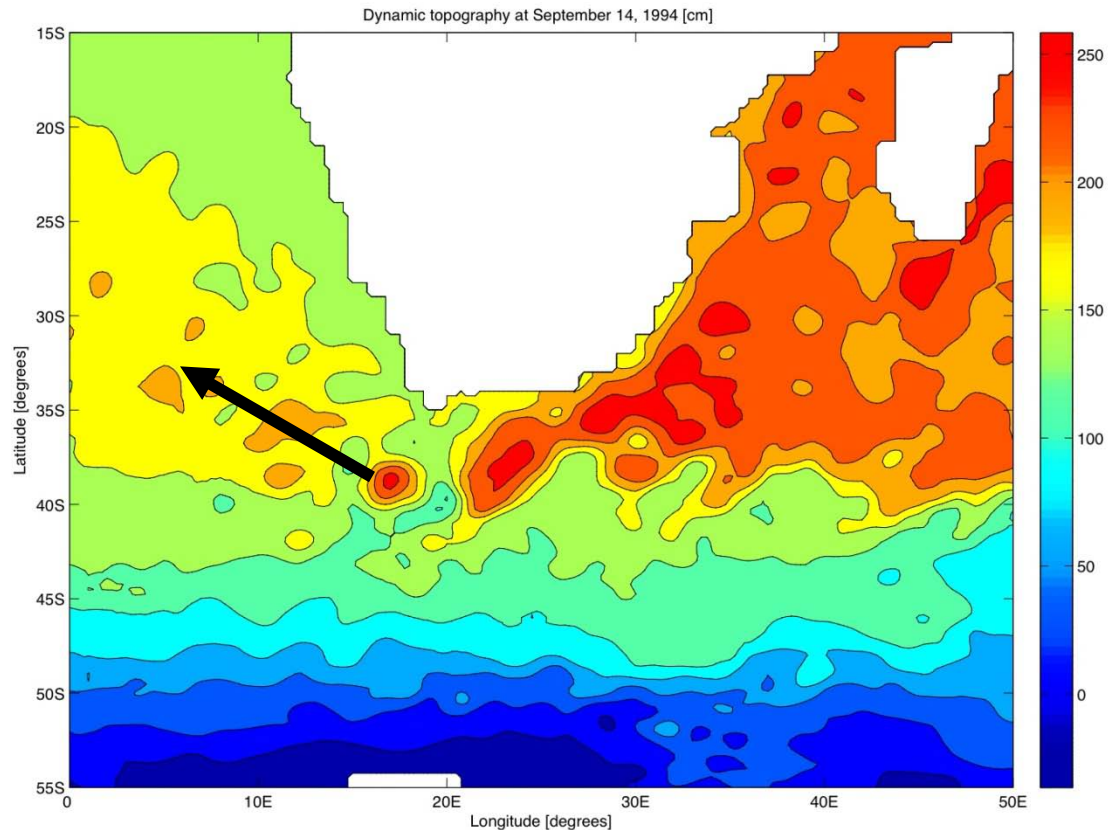 Dynamic topography at September 14, 1994 [cm]
15S
20S
25S
30S
35S
40S
45S
50S
55S
Latitude [degrees]
0
10E
20E
30E
40E
50E
Longitude [degrees]
250
200
150
100
50
0